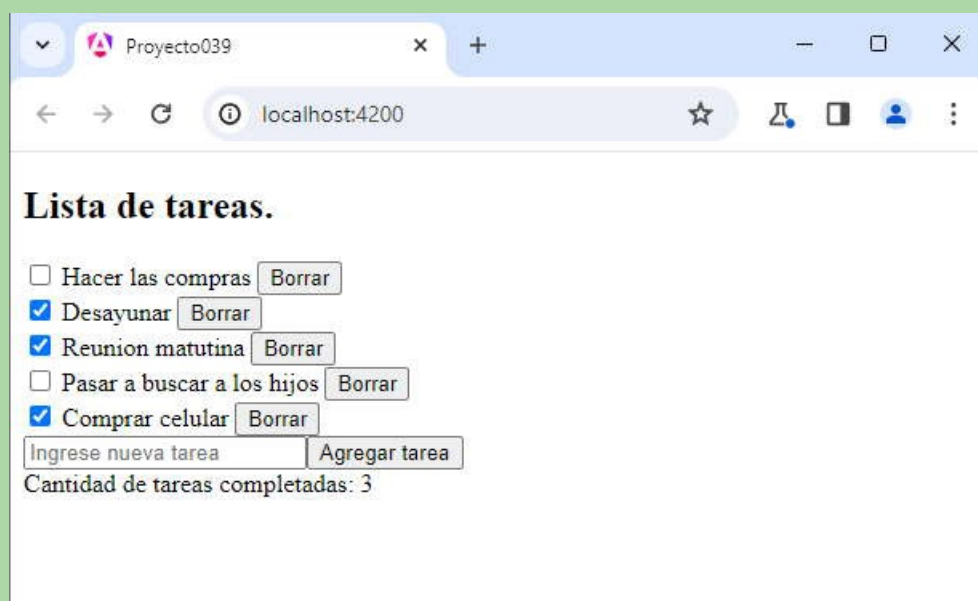 Proyecto039
localhost:4200
Lista de tareas.
Hacer las compras Borrar
Desayunar Borrar
Reunion matutina Borrar
Pasar a buscar a los hijos Borrar
Comprar celular Borrar
Ingrese nueva tarea Agregar tarea
Cantidad de tareas completadas: 3